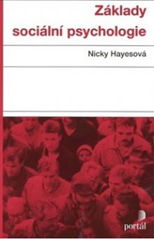 Základy
sociální psychologie
Nicky Hayesová
portál